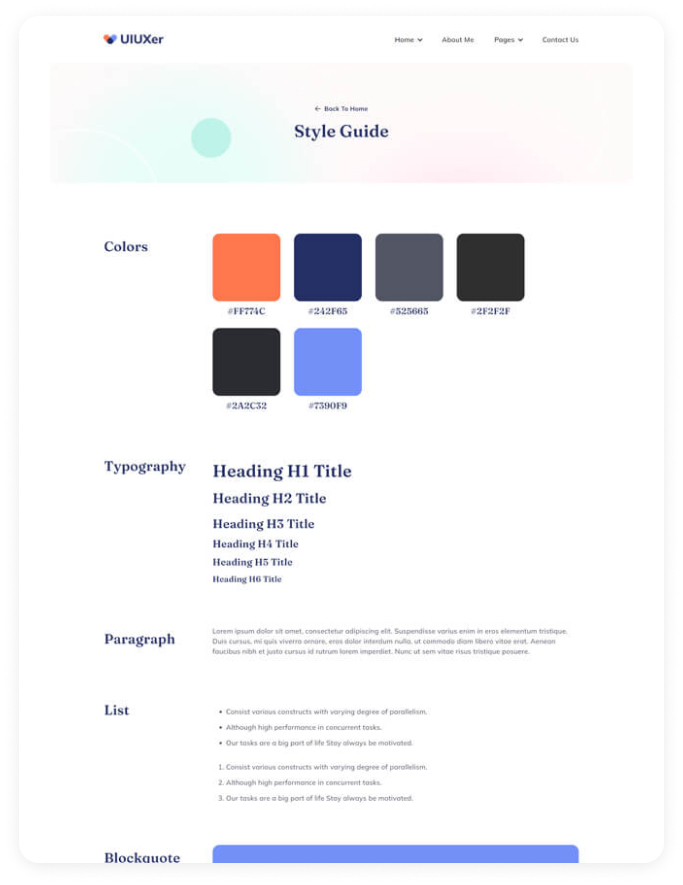 UIUXer
Home
About Me
Pages
Contact Us
← Back To Home
Style Guide
Colors
#FF774C
#242F65
#525665
#2F2F2F
#2A2C32
#7390F9
Typography
Heading H1 Title
Heading H2 Title
Heading H3 Title
Heading H4 Title
Heading H5 Title
Heading H6 Title
Paragraph
Lorem ipsum dolor sit amet, consectetur adipiscing elit. Suspendisse varius enim in eros elementum tristique.
Duis cursus, mi quis viverra ornare, eros dolor interdum nulla, ut commodo diam libero vitae erat. Aenean
faucibus nibh et justo cursus id rutrum lorem imperdiet. Nunc ut sem vitae risus tristique posuere.
List
• Consist various constructs with varying degree of parallelism.
• Although high performance in concurrent tasks.
• Our tasks are a big part of life Stay always be motivated.
1. Consist various constructs with varying degree of parallelism.
2. Although high performance in concurrent tasks.
3. Our tasks are a big part of life Stay always be motivated.
Blockquote